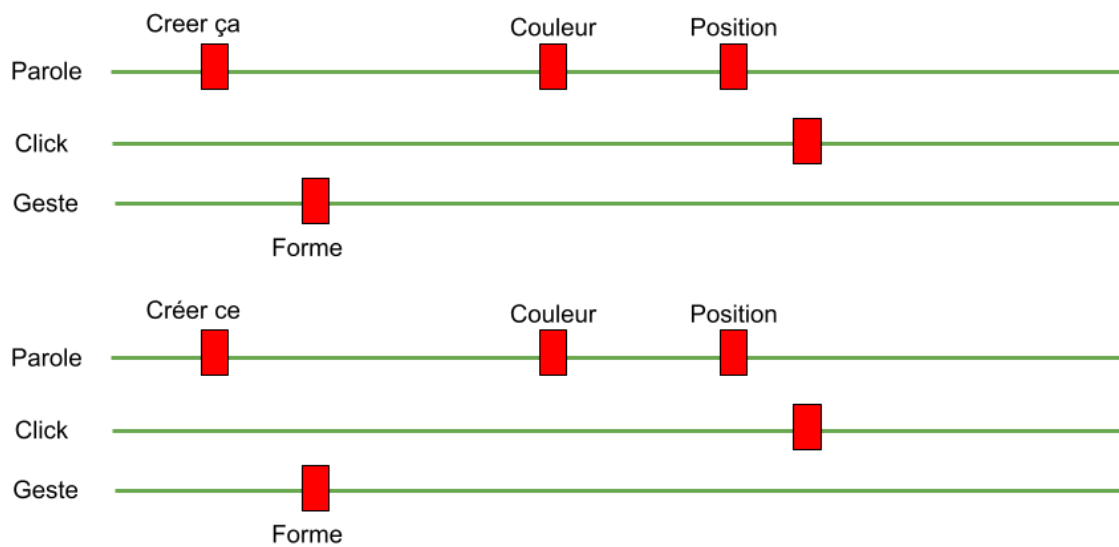 Creer ça
Couleur
Position
Parole
Click
Geste
Forme
Créer ce
Couleur
Position
Parole
Click
Geste
Forme